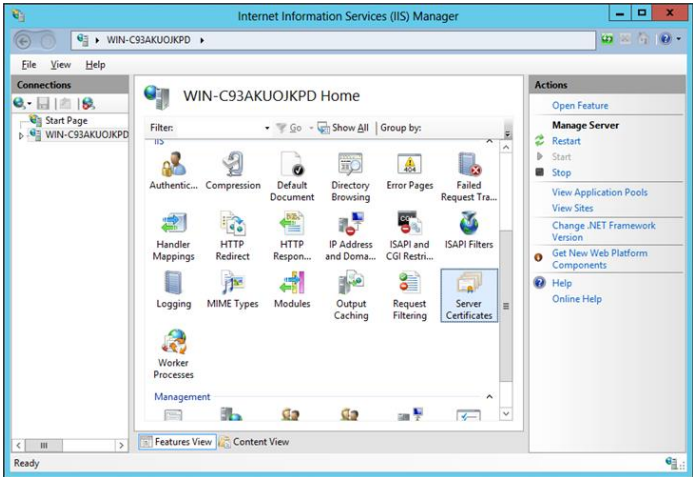 Internet Information Services (IIS) Manager
WIN-C93AKUOJKPD
File View Help
Connections
Start Page
WIN-C93AKUOJKPD
WIN-C93AKUOJKPD Home
Filter: Go Show All Group by:
IIS
Authentic... Compression Default Document Directory Browsing Error Pages Failed Request Tra...
Handler Mappings HTTP Redirect HTTP Respon... IP Address and Doma... ISAPI and CGI Restri... ISAPI Filters
Logging MIME Types Modules Output Caching Request Filtering Server Certificates
Worker Processes
Management
Features View Content View
Actions
Open Feature
Manage Server
Restart
Start
Stop
View Application Pools
View Sites
Change .NET Framework
Version
Get New Web Platform
Components
Help
Online Help
Ready